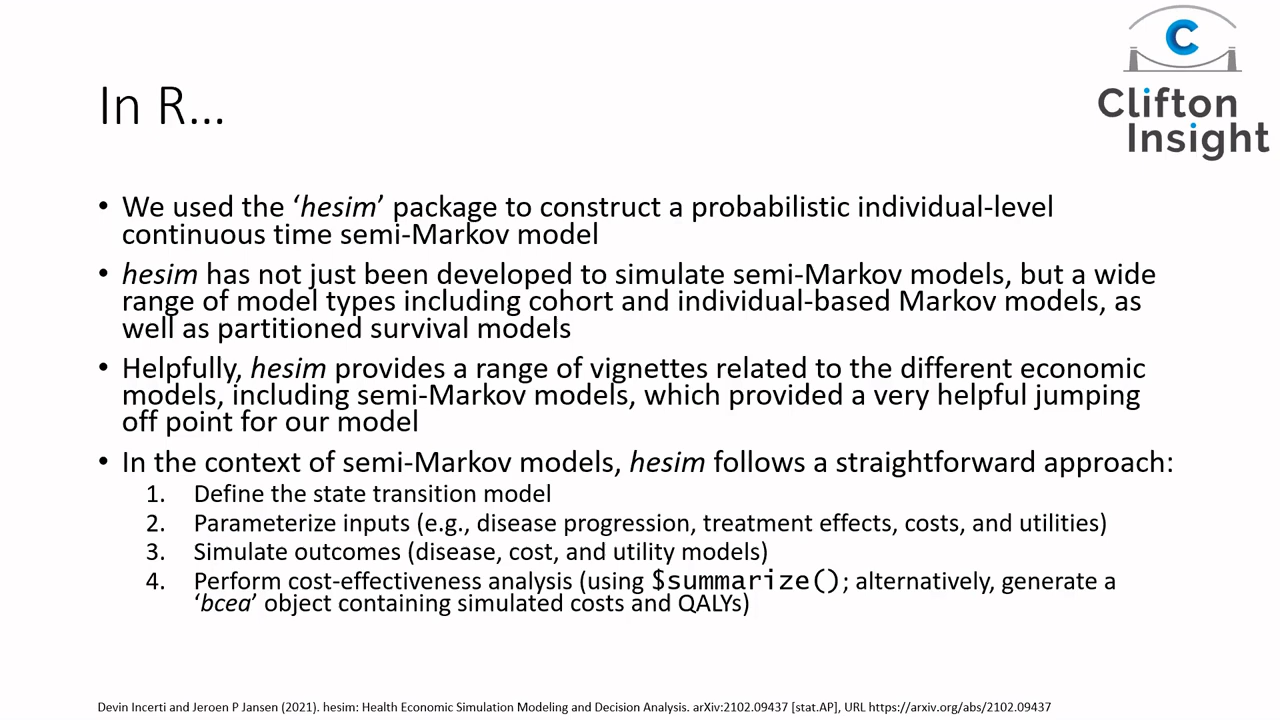 C
Clifton
Insight
In R…
• We used the ‘hesim’ package to construct a probabilistic individual-level
continuous time semi-Markov model
• hesim has not just been developed to simulate semi-Markov models, but a wide
range of model types including cohort and individual-based Markov models, as
well as partitioned survival models
• Helpfully, hesim provides a range of vignettes related to the different economic
models, including semi-Markov models, which provided a very helpful jumping
off point for our model
• In the context of semi-Markov models, hesim follows a straightforward approach:
1. Define the state transition model
2. Parameterize inputs (e.g., disease progression, treatment effects, costs, and utilities)
3. Simulate outcomes (disease, cost, and utility models)
4. Perform cost-effectiveness analysis (using $summarize(); alternatively, generate a
‘bcea’ object containing simulated costs and QALYs)
Devin Incerti and Jeroen P Jansen (2021). hesim: Health Economic Simulation Modeling and Decision Analysis. arXiv:2102.09437 [stat.AP], URL https://arxiv.org/abs/2102.09437